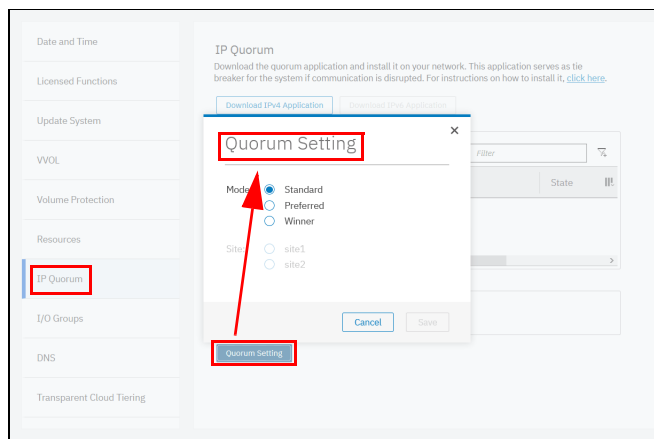 Date and Time
Licensed Functions
Update System
VVOL
Volume Protection
Resources
IP Quorum
I/O Groups
DNS
Transparent Cloud Tiering
IP Quorum
Download the quorum application and install it on your network. This application serves as tie
breaker for the system if communication is disrupted. For instructions on how to install it, click here.
Download IPv4 Application
Download IPv6 Application
Filter
State
Quorum Setting
Mode:
Standard
Preferred
Winner
Site:
site1
site2
Cancel
Save
Quorum Setting